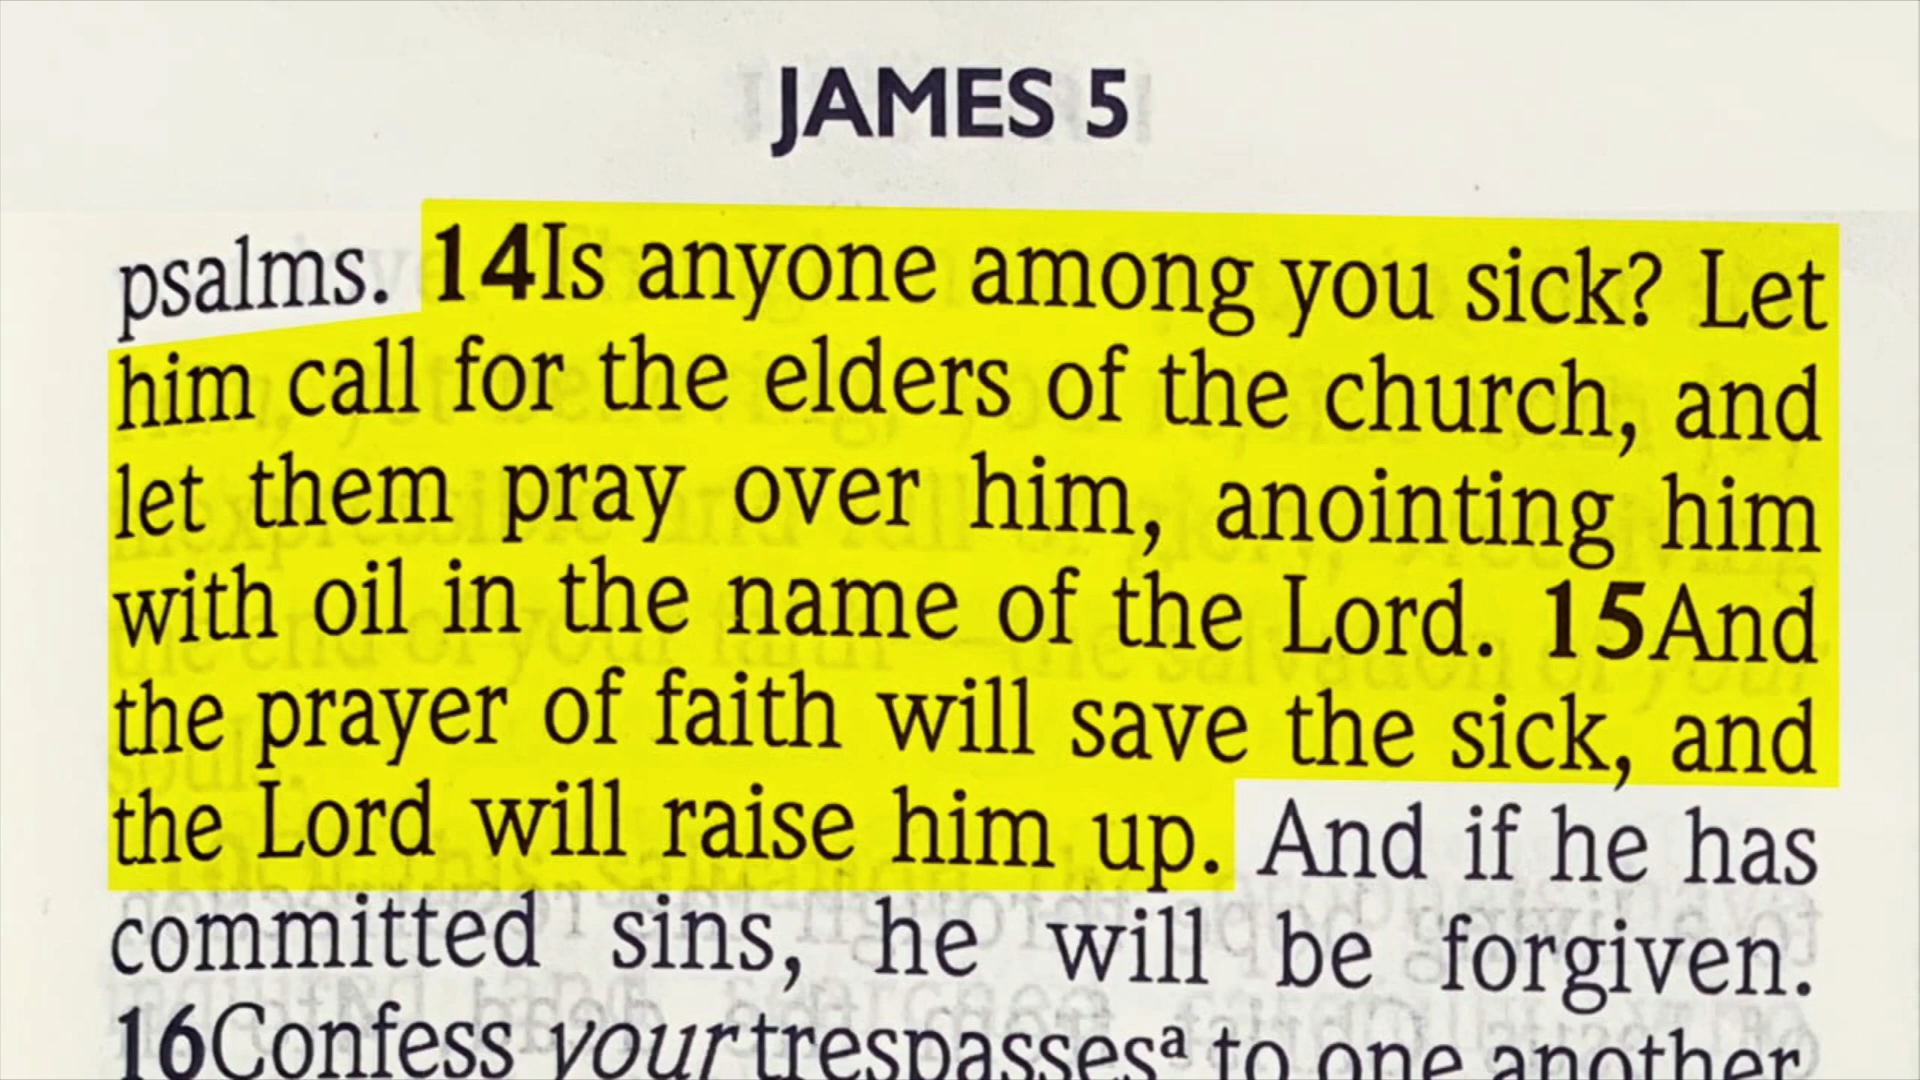 JAMES 5
psalms. 14Is anyone among you sick? Let
him call for the elders of the church, and
let them pray over him, anointing him
with oil in the name of the Lord. 15And
the prayer of faith will save the sick, and
the Lord will raise him up. And if he has
committed sins, he will be forgiven.
16Confess your trespassesª to one another,